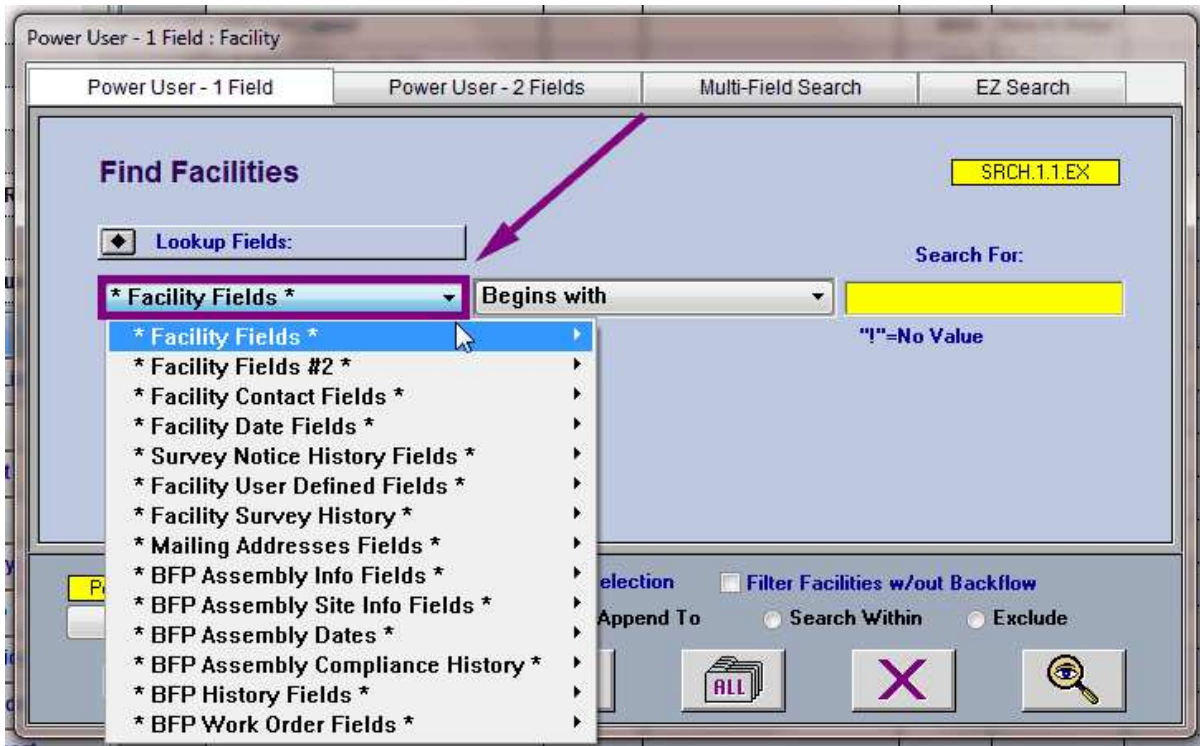 Power User - 1 Field : Facility
Power User - 1 Field Power User - 2 Fields Multi-Field Search EZ Search
Find Facilities
SRCH.1.1.EX
Lookup Fields:
Search For:
* Facility Fields * Begins with
"!"=No Value
* Facility Fields *
* Facility Fields #2 *
* Facility Contact Fields *
* Facility Date Fields *
* Survey Notice History Fields *
* Facility User Defined Fields *
* Facility Survey History *
* Mailing Addresses Fields *
* BFP Assembly Info Fields *
* BFP Assembly Site Info Fields *
* BFP Assembly Dates *
* BFP Assembly Compliance History *
* BFP History Fields *
* BFP Work Order Fields *
election Filter Facilities w/out Backflow
Append To Search Within Exclude
ALL